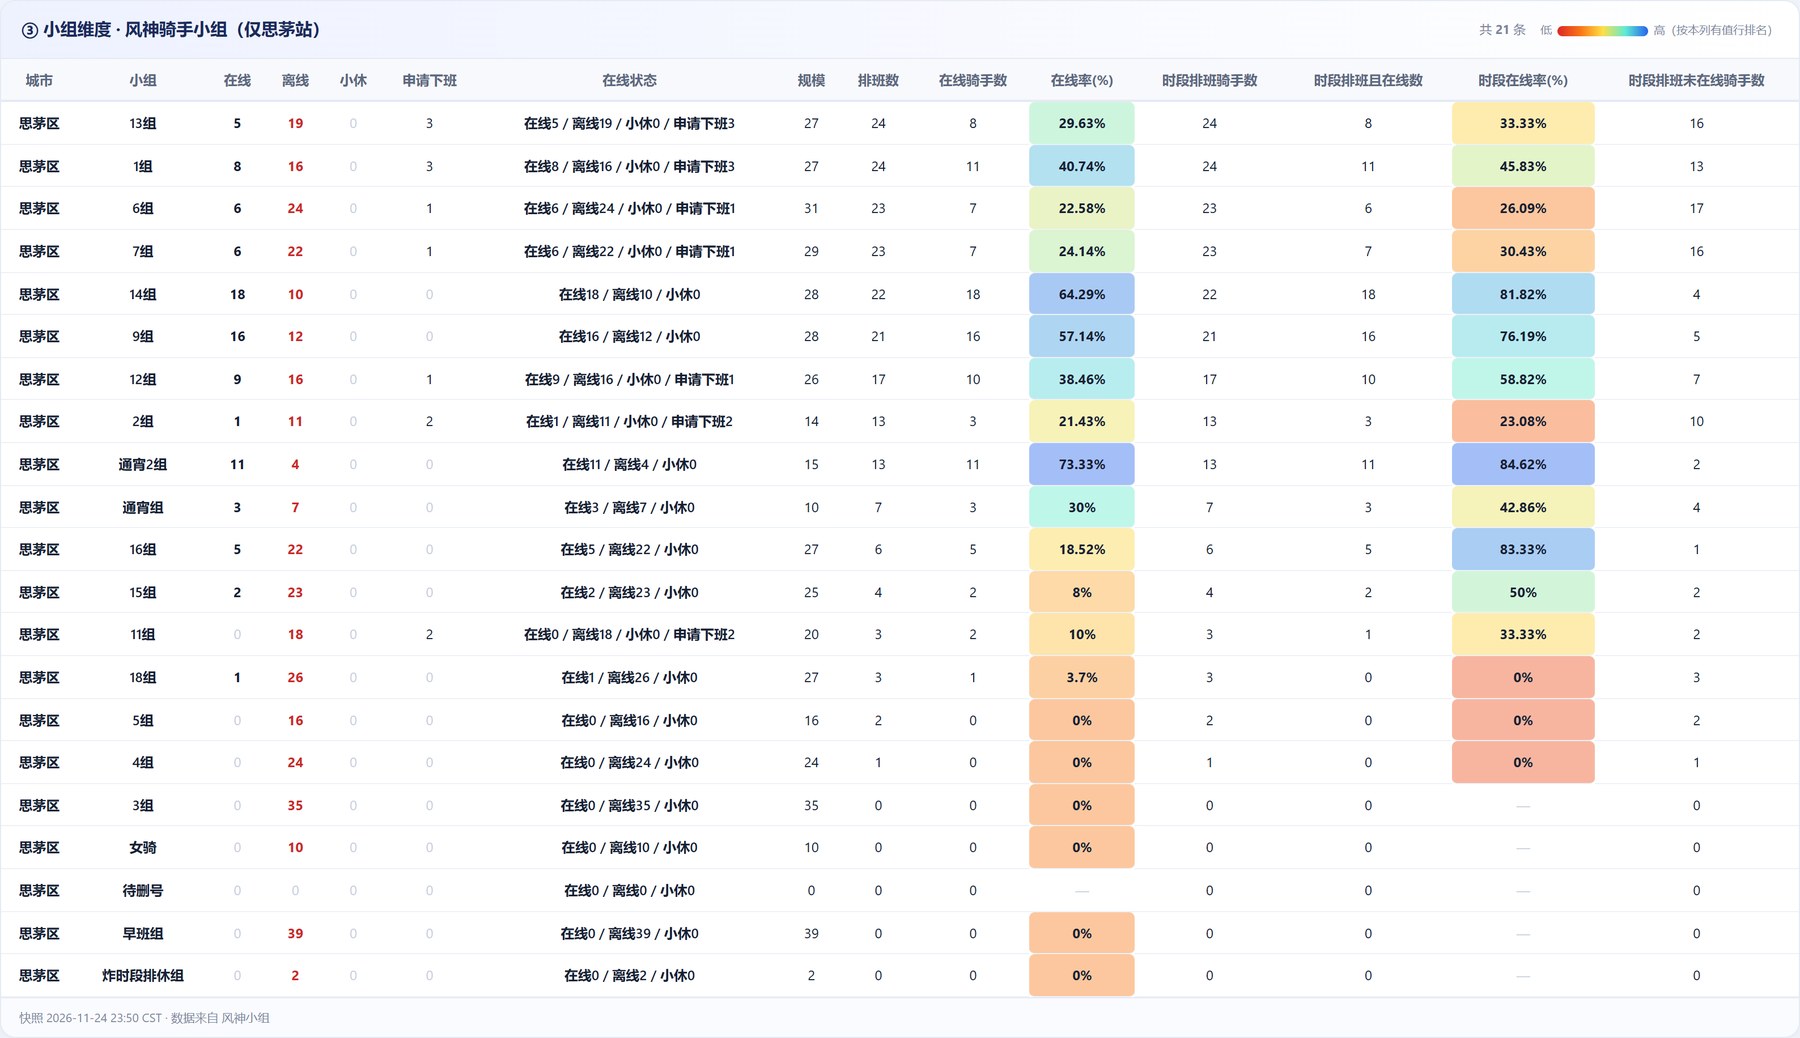 ③ 小组维度 · 风神骑手小组（仅思茅站）
共 21 条 低 高 (按本列有值行排名)
城市 小组 在线 离线 小休 申请下班 在线状态 规模 排班数 在线骑手数 在线率(%) 时段排班骑手数 时段排班且在线数 时段在线率(%) 时段排班未在线骑手数
思茅区 13组 5 19 0 3 在线5 / 离线19 / 小休0 / 申请下班3 27 24 8 29.63% 24 8 33.33% 16
思茅区 1组 8 16 0 3 在线8 / 离线16 / 小休0 / 申请下班3 27 24 11 40.74% 24 11 45.83% 13
思茅区 6组 6 24 0 1 在线6 / 离线24 / 小休0 / 申请下班1 31 23 7 22.58% 23 6 26.09% 17
思茅区 7组 6 22 0 1 在线6 / 离线22 / 小休0 / 申请下班1 29 23 7 24.14% 23 7 30.43% 16
思茅区 14组 18 10 0 0 在线18 / 离线10 / 小休0 28 22 18 64.29% 22 18 81.82% 4
思茅区 9组 16 12 0 0 在线16 / 离线12 / 小休0 28 21 16 57.14% 21 16 76.19% 5
思茅区 12组 9 16 0 1 在线9 / 离线16 / 小休0 / 申请下班1 26 17 10 38.46% 17 10 58.82% 7
思茅区 2组 1 11 0 2 在线1 / 离线11 / 小休0 / 申请下班2 14 13 3 21.43% 13 3 23.08% 10
思茅区 通宵2组 11 4 0 0 在线11 / 离线4 / 小休0 15 13 11 73.33% 13 11 84.62% 2
思茅区 通宵组 3 7 0 0 在线3 / 离线7 / 小休0 10 7 3 30% 7 3 42.86% 4
思茅区 16组 5 22 0 0 在线5 / 离线22 / 小休0 27 6 5 18.52% 6 5 83.33% 1
思茅区 15组 2 23 0 0 在线2 / 离线23 / 小休0 25 4 2 8% 4 2 50% 2
思茅区 11组 0 18 0 2 在线0 / 离线18 / 小休0 / 申请下班2 20 3 2 10% 3 1 33.33% 2
思茅区 18组 1 26 0 0 在线1 / 离线26 / 小休0 27 3 1 3.7% 3 0 0% 3
思茅区 5组 0 16 0 0 在线0 / 离线16 / 小休0 16 2 0 0% 2 0 0% 2
思茅区 4组 0 24 0 0 在线0 / 离线24 / 小休0 24 1 0 0% 1 0 0% 1
思茅区 3组 0 35 0 0 在线0 / 离线35 / 小休0 35 0 0 0% 0 0 — 0
思茅区 女骑 0 10 0 0 在线0 / 离线10 / 小休0 10 0 0 0% 0 0 — 0
思茅区 待删号 0 0 0 0 在线0 / 离线0 / 小休0 0 0 0 — 0 0 — 0
思茅区 早班组 0 39 0 0 在线0 / 离线39 / 小休0 39 0 0 0% 0 0 — 0
思茅区 炸时段排休组 0 2 0 0 在线0 / 离线2 / 小休0 2 0 0 0% 0 0 — 0
快照 2026-11-24 23:50 CST · 数据来自 风神小组